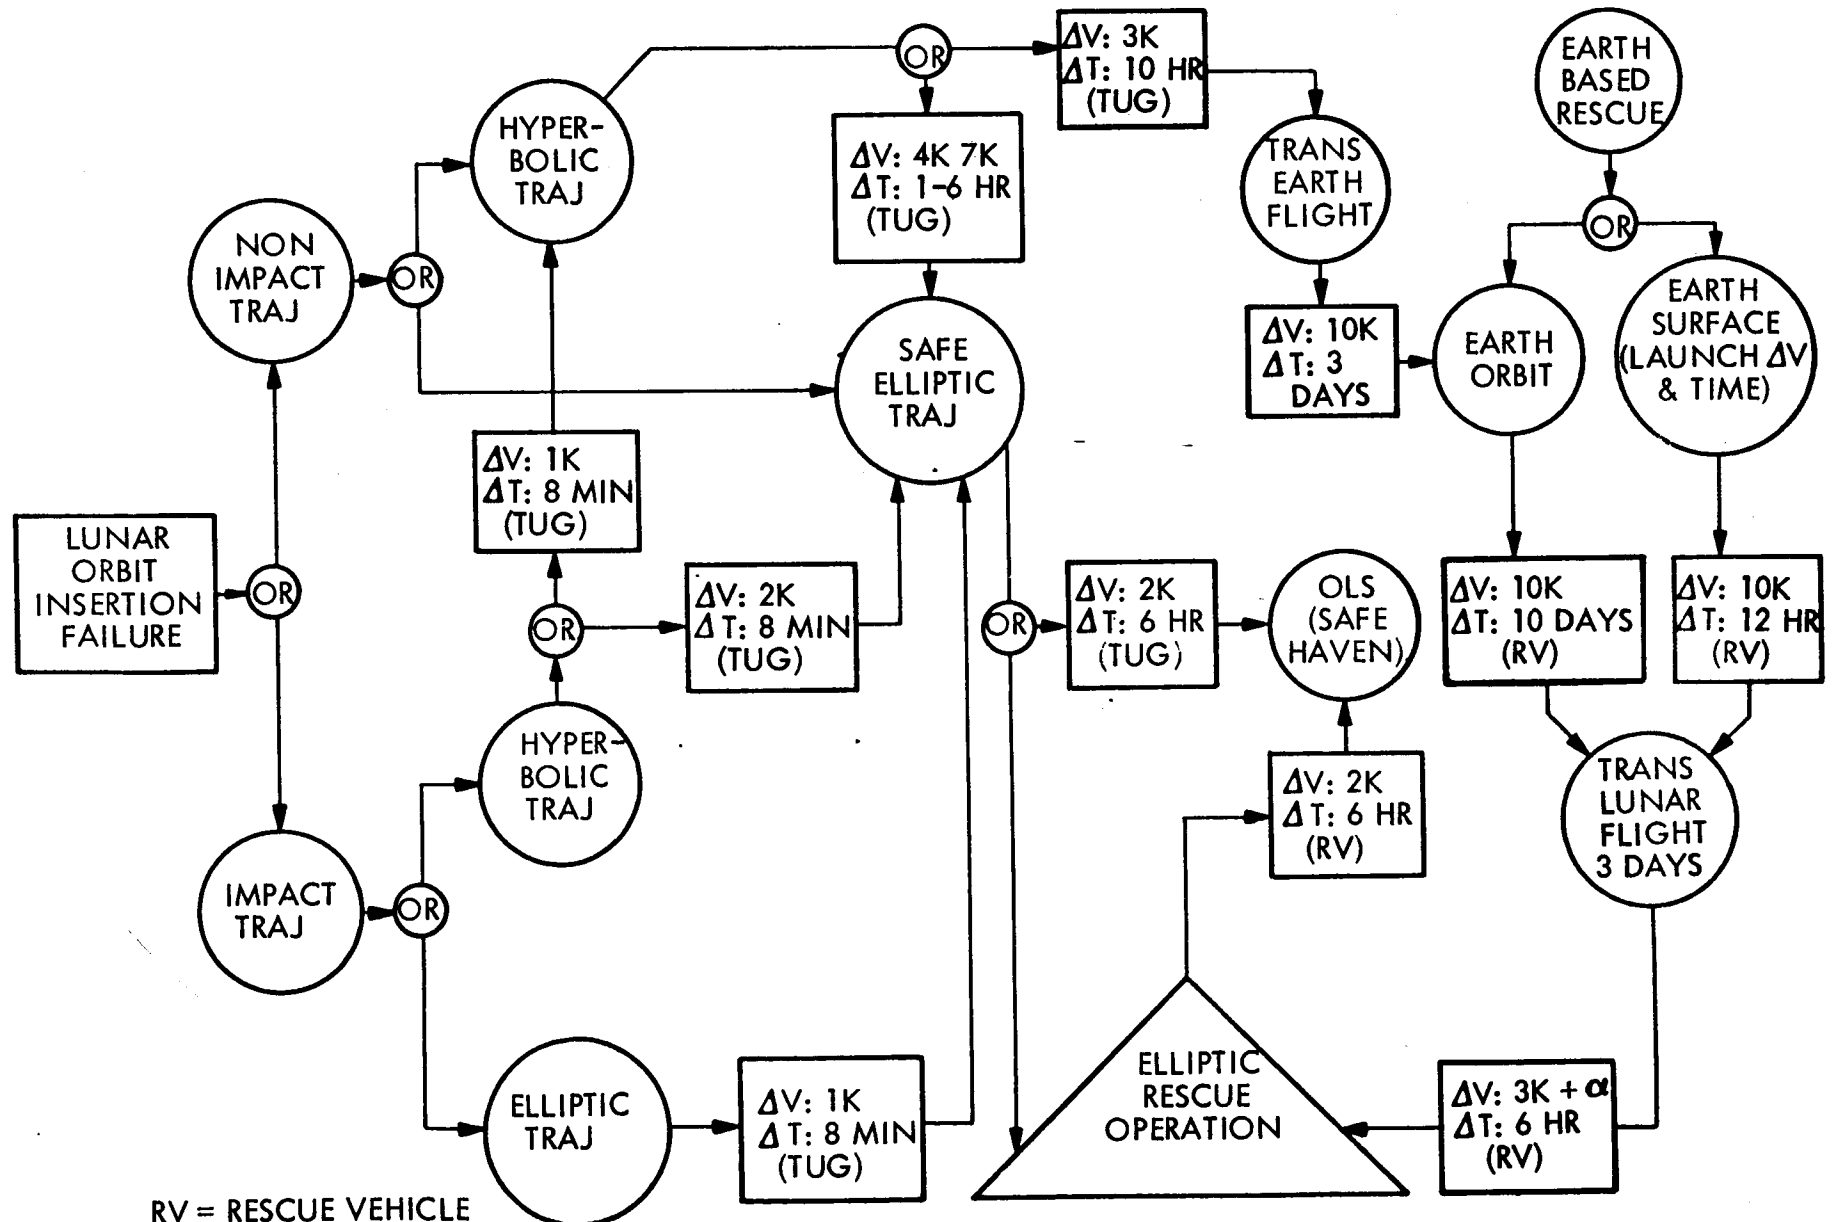 LUNAR
ORBIT
INSERTION
FAILURE
OR
NON
IMPACT
TRAJ
OR
IMPACT
TRAJ
OR
HYPER-
BOLIC
TRAJ
ΔV: 1K
ΔT: 8 MIN
(TUG)
OR
HYPER-
BOLIC
TRAJ
ELLIPTIC
TRAJ
ΔV: 2K
ΔT: 8 MIN
(TUG)
ΔV: 1K
ΔT: 8 MIN
(TUG)
OR
ΔV: 4K 7K
ΔT: 1-6 HR
(TUG)
SAFE
ELLIPTIC
TRAJ
OR
ΔV: 3K
ΔT: 10 HR
(TUG)
TRANS
EARTH
FLIGHT
ΔV: 10K
ΔT: 3
DAYS
ΔV: 2K
ΔT: 6 HR
(TUG)
OLS
(SAFE
HAVEN)
ΔV: 2K
ΔT: 6 HR
(RV)
ELLIPTIC
RESCUE
OPERATION
EARTH
BASED
RESCUE
OR
EARTH
ORBIT
EARTH
SURFACE
(LAUNCH ΔV
& TIME)
ΔV: 10K
ΔT: 10 DAYS
(RV)
ΔV: 10K
ΔT: 12 HR
(RV)
TRANS
LUNAR
FLIGHT
3 DAYS
ΔV: 3K + α
ΔT: 6 HR
(RV)
RV = RESCUE VEHICLE